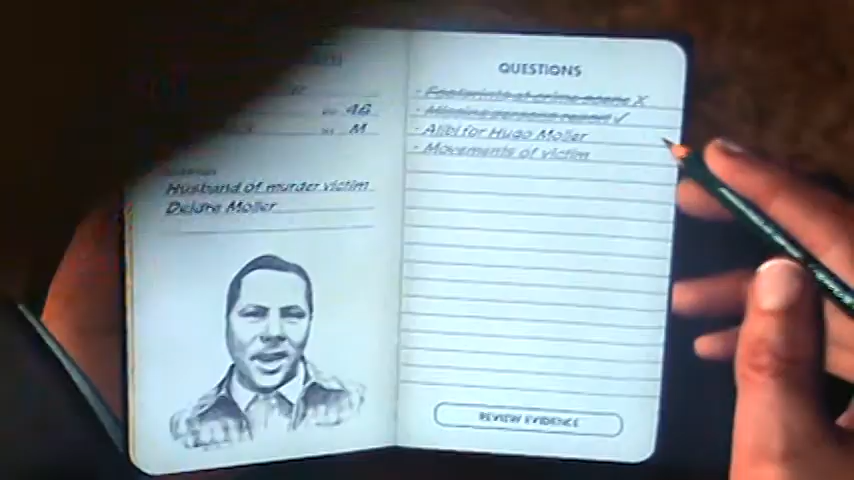 46
M
Husband of murder victim
Deidre Moller
QUESTIONS
- Footprints at crime scene X
- Missing persons report ✓
- Alibi for Hugo Moller
- Movements of victim
REVIEW EVIDENCE